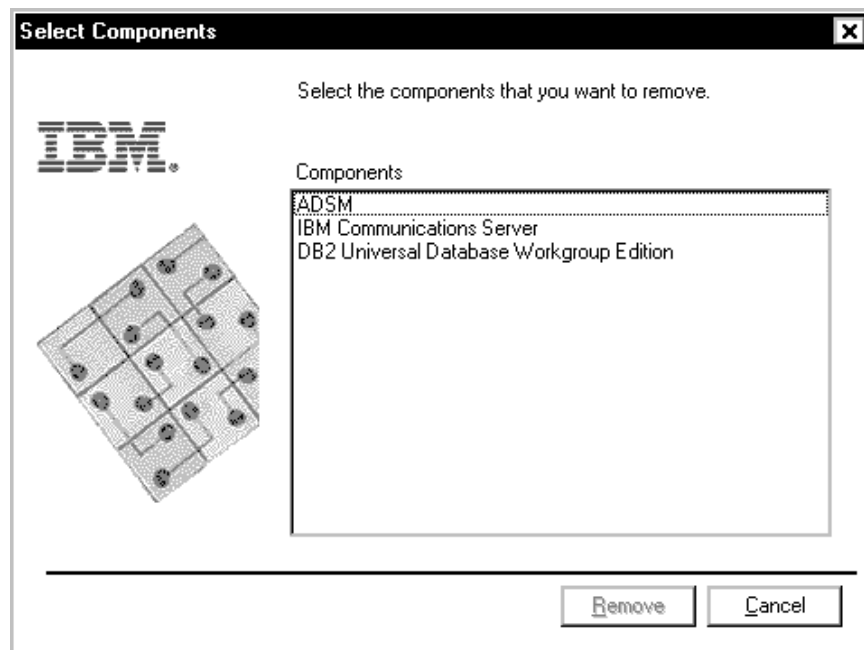 Select Components
Select the components that you want to remove.
IBM®
Components
ADSM
IBM Communications Server
DB2 Universal Database Workgroup Edition
Remove
Cancel